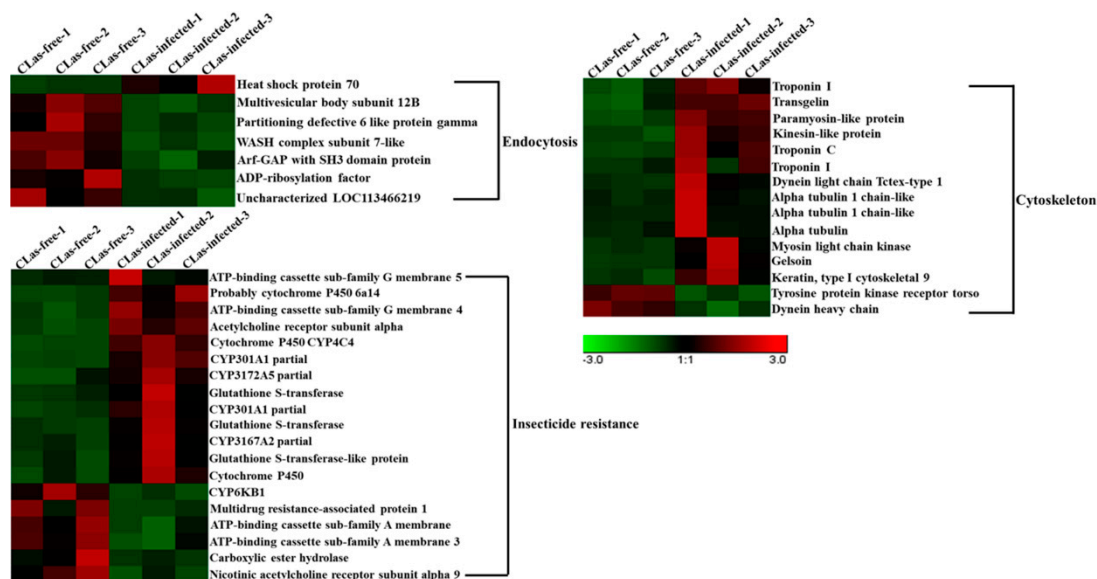 CLas-free-1 CLas-free-2 CLas-free-3 CLas-infected-1 CLas-infected-2 CLas-infected-3
Heat shock protein 70
Multivesicular body subunit 12B
Partitioning defective 6 like protein gamma
WASH complex subunit 7-like
Arf-GAP with SH3 domain protein
ADP-ribosylation factor
Uncharacterized LOC113466219
Endocytosis
CLas-free-1 CLas-free-2 CLas-free-3 CLas-infected-1 CLas-infected-2 CLas-infected-3
ATP-binding cassette sub-family G membrane 5
Probably cytochrome P450 6a14
ATP-binding cassette sub-family G membrane 4
Acetylcholine receptor subunit alpha
Cytochrome P450 CYP4C4
CYP301A1 partial
CYP3172A5 partial
Glutathione S-transferase
CYP301A1 partial
Glutathione S-transferase
CYP3167A2 partial
Glutathione S-transferase-like protein
Cytochrome P450
CYP6KB1
Multidrug resistance-associated protein 1
ATP-binding cassette sub-family A membrane
ATP-binding cassette sub-family A membrane 3
Carboxylic ester hydrolase
Nicotinic acetylcholine receptor subunit alpha 9
Insecticide resistance
CLas-free-1 CLas-free-2 CLas-free-3 CLas-infected-1 CLas-infected-2 CLas-infected-3
Troponin I
Transgelin
Paramyosin-like protein
Kinesin-like protein
Troponin C
Troponin I
Dynein light chain Tctex-type 1
Alpha tubulin 1 chain-like
Alpha tubulin 1 chain-like
Alpha tubulin
Myosin light chain kinase
Gelsoin
Keratin, type I cytoskeletal 9
Tyrosine protein kinase receptor torso
Dynein heavy chain
Cytoskeleton
-3.0 1:1 3.0